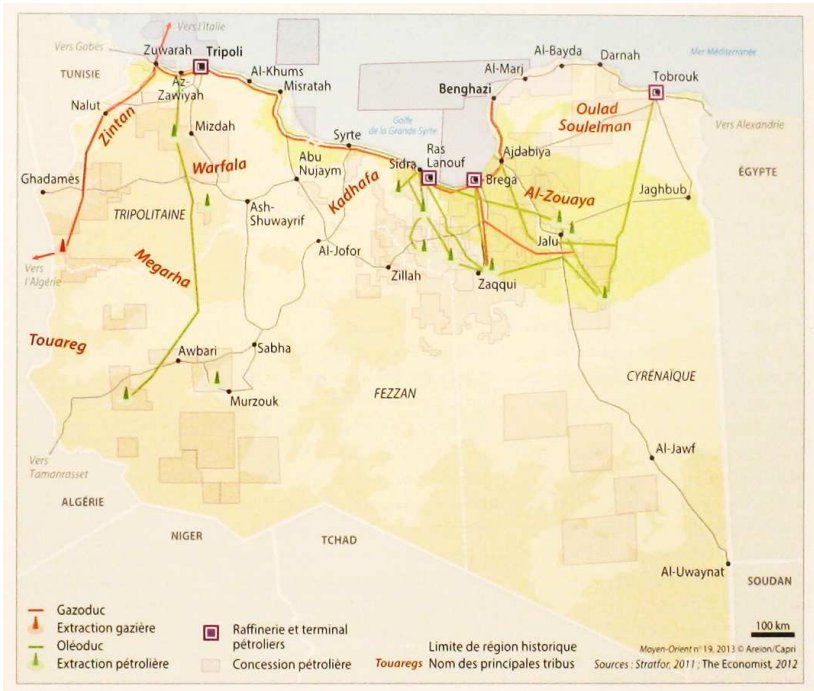 Vers l'Italie
Vers Gabès
Zuwarah
Tripoli
TUNISIE
Az-
Zawiyah
Al-Khums
Misratah
Nalut
Zintan
Mizdah
Warfala
Ghadamès
TRIPOLITAINE
Abu
Nujaym
Syrte
Kadhafa
Ash-
Shuwayrif
Vers
l'Algérie
Megarha
Al-Jofor
Zillah
Golfe
de la Grande Syrte
Sidra
Ras
Lanouf
Brega
Benghazi
Al-Marj
Al-Bayda
Darnah
Mer Méditerranée
Tobrouk
Oulad
Souleiman
Vers Alexandrie
Ajdabiya
Al-Zouaya
ÉGYPTE
Jaghbub
Jalu
Zaqqui
Touareg
Awbari
Sabha
Murzouk
FEZZAN
CYRÉNAÏQUE
Vers
Tamanrasset
Al-Jawf
ALGÉRIE
NIGER
TCHAD
Al-Uwaynat
SOUDAN
Gazoduc
Extraction gazière
Oléoduc
Extraction pétrolière
Raffinerie et terminal
pétroliers
Concession pétrolière
Limite de région historique
Touaregs Nom des principales tribus
100 km
Moyen-Orient n° 19, 2013 © Areion/Capri
Sources : Stratfor, 2011 ; The Economist, 2012